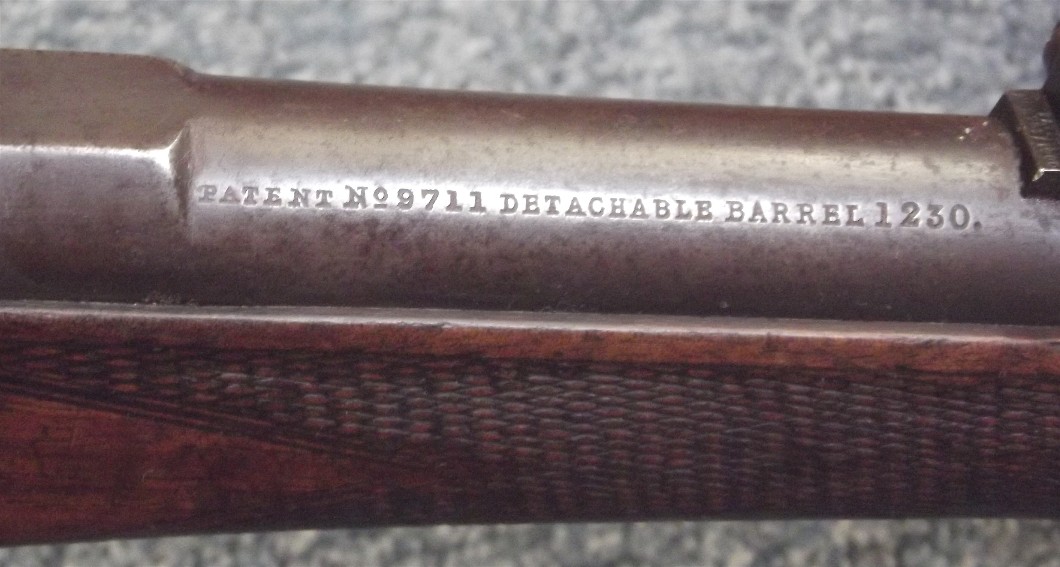 PATENT No 9711 DETACHABLE BARREL 1230.